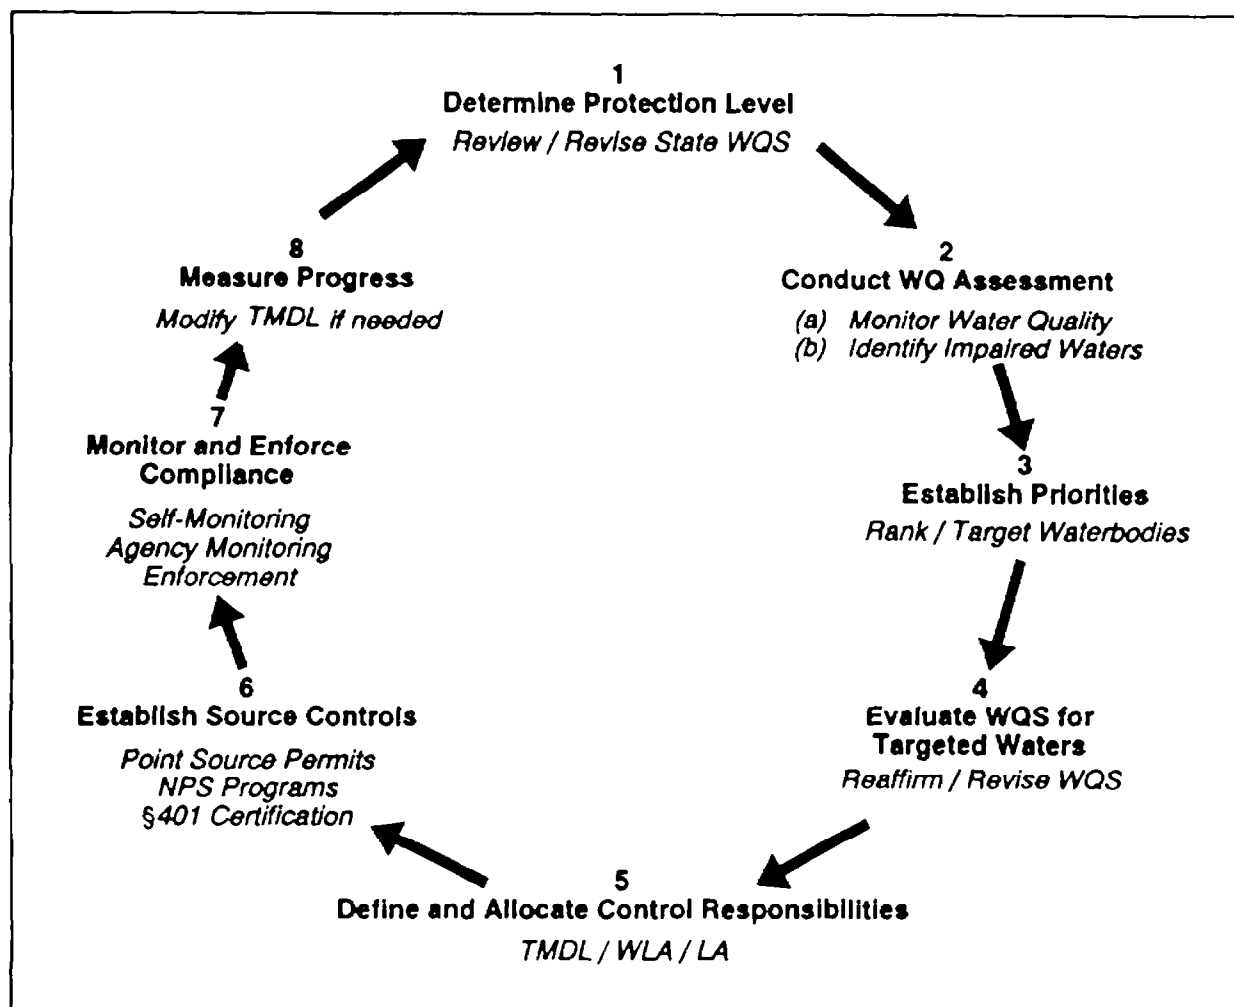 1
Determine Protection Level
Review / Revise State WQS
2
Conduct WQ Assessment
(a) Monitor Water Quality
(b) Identify Impaired Waters
3
Establish Priorities
Rank / Target Waterbodies
4
Evaluate WQS for
Targeted Waters
Reaffirm / Revise WQS
5
Define and Allocate Control Responsibilities
TMDL / WLA / LA
6
Establish Source Controls
Point Source Permits
NPS Programs
§401 Certification
7
Monitor and Enforce
Compliance
Self-Monitoring
Agency Monitoring
Enforcement
8
Measure Progress
Modify TMDL if needed